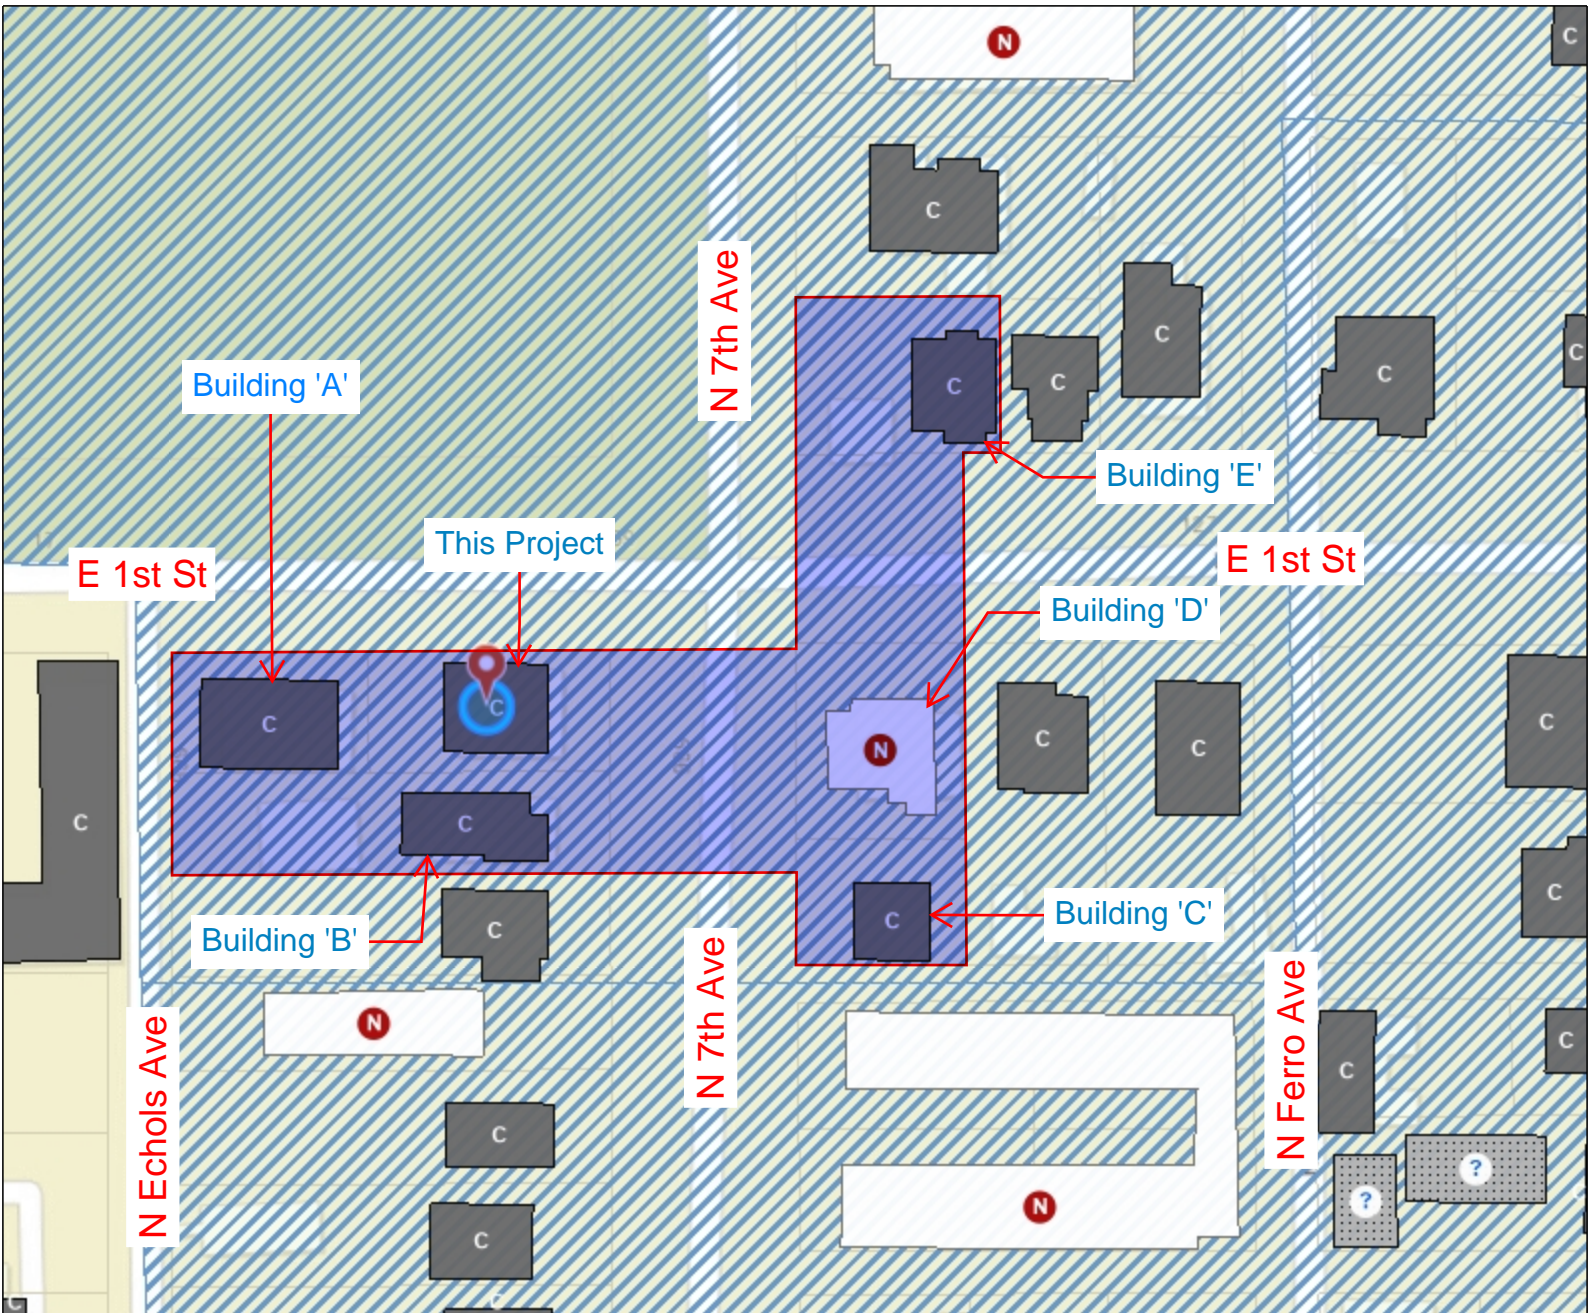 N
C
C
N 7th Ave
C
C
C
C
C
Building 'A'
C
Building 'E'
This Project
E 1st St
E 1st St
Building 'D'
C
C
N
C
C
C
C
C
C
C
C
Building 'B'
C
Building 'C'
N 7th Ave
N Ferro Ave
N Echols Ave
N
C
C
C
?
?
N
C
C
C